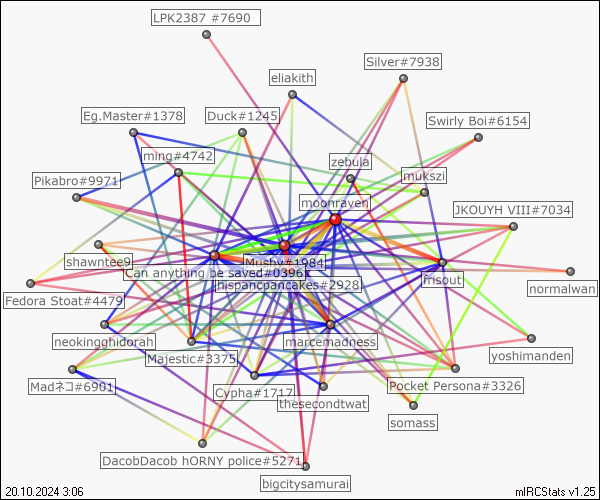 LPK2387 #7690
Silver#7938
eliakith
Eg.Master#1378
Duck#1245
Swirly Boi#6154
ming#4742
zebula
mukszi
Pikabro#9971
moonraven
JKOUYH VIII#7034
shawntee9
Mushy#1984
Can anything be saved#0396
frisout
hispancpancakes#2928
normalwan
Fedora Stoat#4479
neokingghidorah
marcemadness
Majestic#3375
yoshimanden
Madネコ#6901
Cypha#1717
Pocket Persona#3326
thesecondtwat
somass
DacobDacob hORNY police#5271
bigcitysamurai
20.10.2024 3:06
mIRCStats v1.25